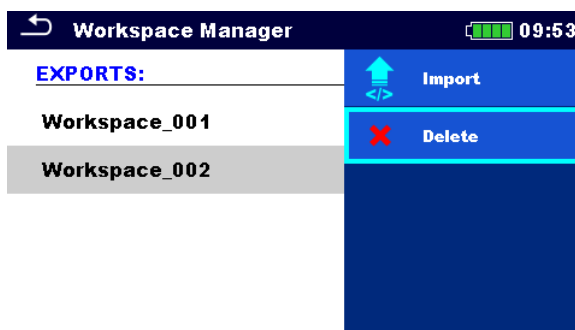 Workspace Manager 09:53
EXPORTS:
Import
</>
Workspace_001
Delete
Workspace_002